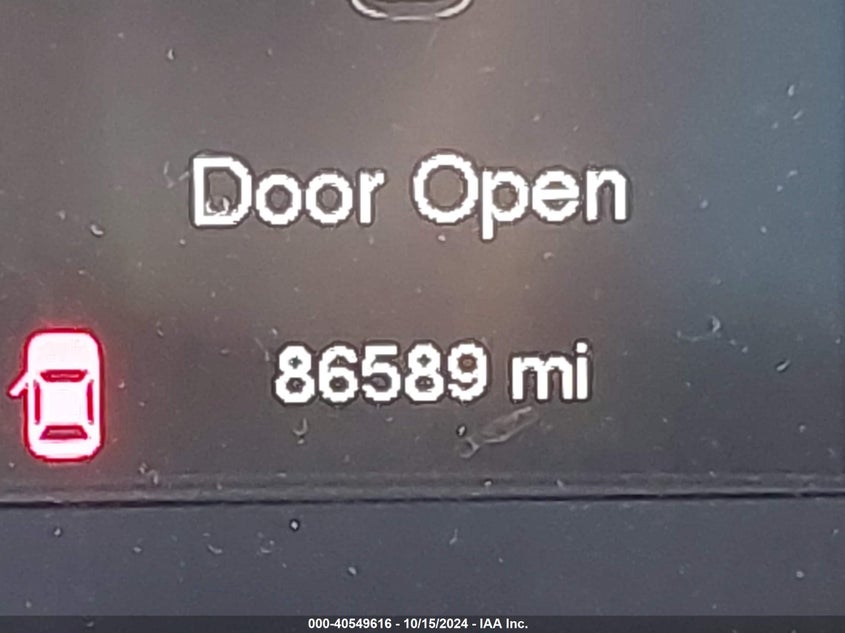 Door Open
86589 mi
000-40549616 - 10/15/2024 - IAA Inc.